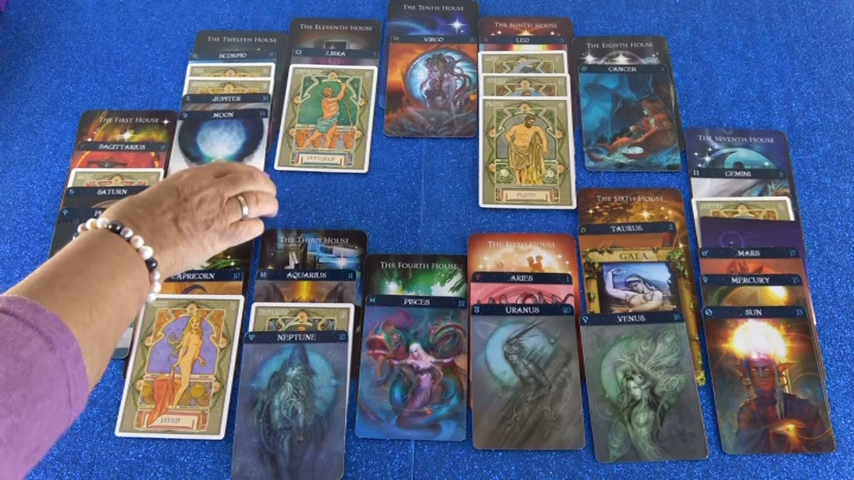 THE TENTH HOUSE
VIRGO
THE ELEVENTH HOUSE
LIBRA
THE NINTH HOUSE
LEO
THE TWELFTH HOUSE
SCORPIO
JUPITER
MOON
THE EIGHTH HOUSE
CANCER
THE FIRST HOUSE
SAGITTARIUS
SATURN
THE SEVENTH HOUSE
GEMINI
MARS
MERCURY
SUN
PLUTO
THE SIXTH HOUSE
TAURUS
GAEA
VENUS
CAPRICORN
THE THIRD HOUSE
AQUARIUS
NEPTUNE
THE FOURTH HOUSE
PISCES
THE FIFTH HOUSE
ARIES
URANUS